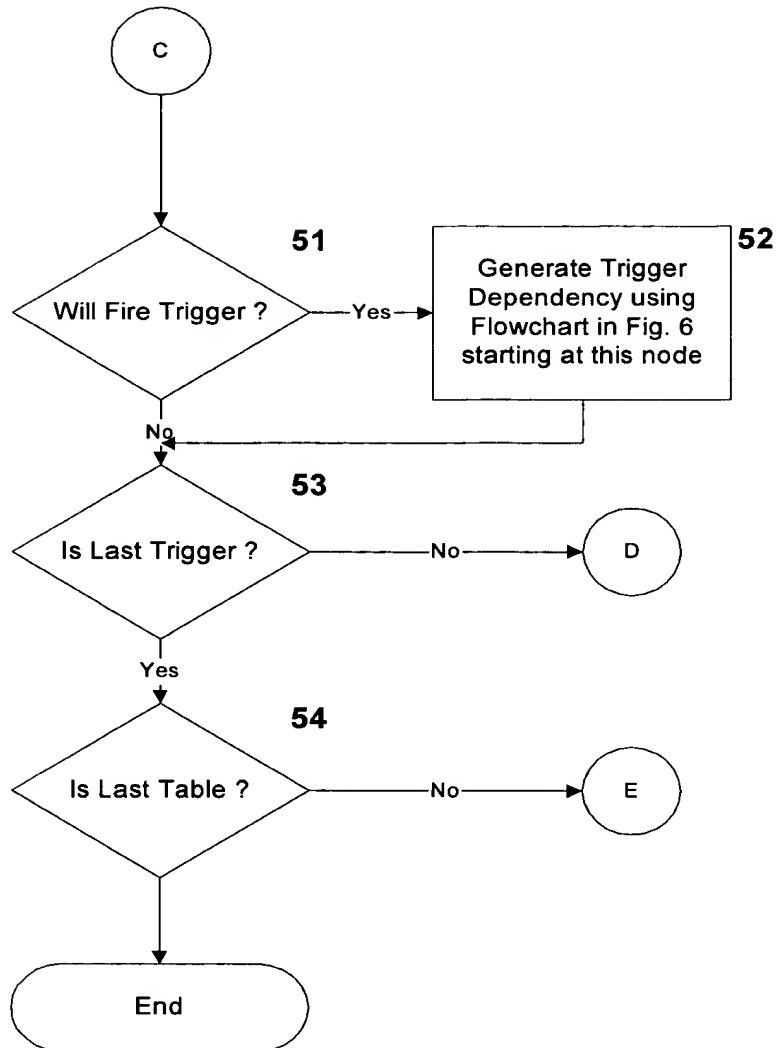 C
51
Will Fire Trigger ?
Yes
52
Generate Trigger
Dependency using
Flowchart in Fig. 6
starting at this node
No
53
Is Last Trigger ?
No
D
Yes
54
Is Last Table ?
No
E
End